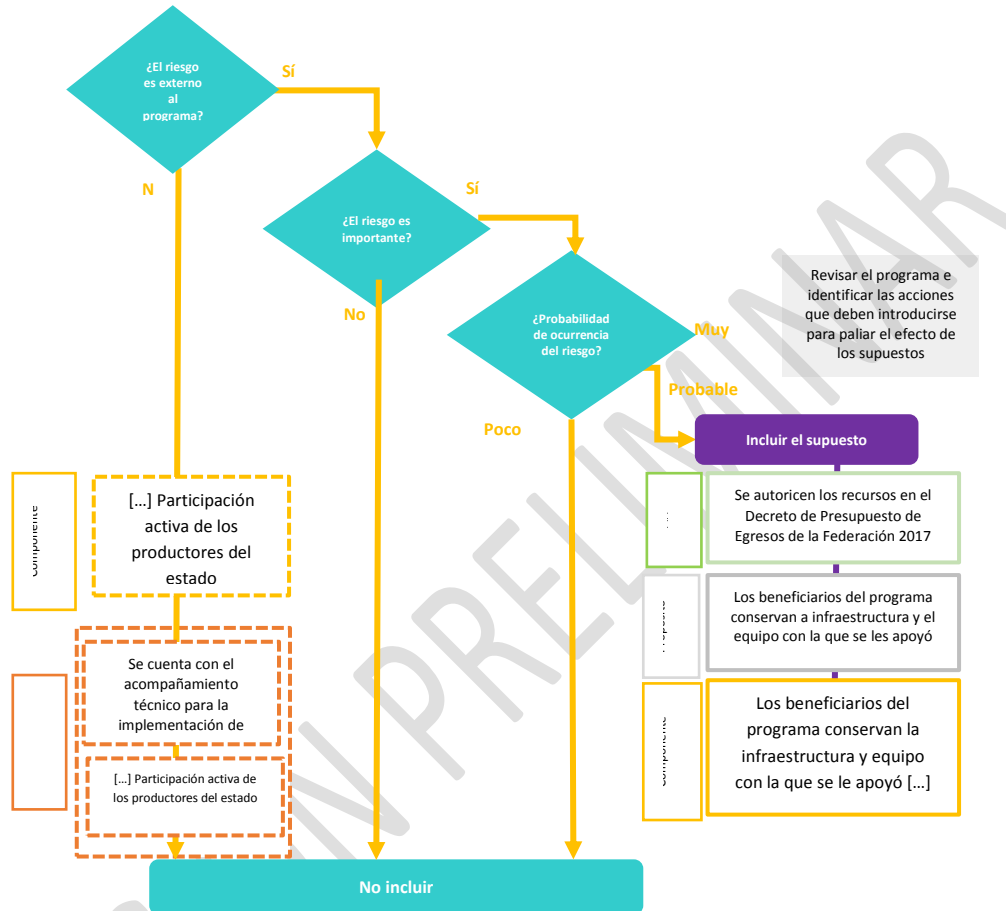 ¿El riesgo
es externo
al
programa?
Sí
N
¿El riesgo es
importante?
Sí
No
¿Probabilidad
de ocurrencia
del riesgo?
Muy
Probable
Poco
Revisar el programa e
identificar las acciones
que deben introducirse
para paliar el efecto de
los supuestos
Incluir el supuesto
Componente
[…] Participación
activa de los
productores del
estado
Se cuenta con el
acompañamiento
técnico para la
implementación de
[…] Participación activa de
los productores del estado
Se autoricen los recursos en el
Decreto de Presupuesto de
Egresos de la Federación 2017
Propósito
Los beneficiarios del programa
conservan a infraestructura y el
equipo con la que se les apoyó
Componente
Los beneficiarios del
programa conservan la
infraestructura y equipo
con la que se le apoyó […]
No incluir
PRELIMINAR